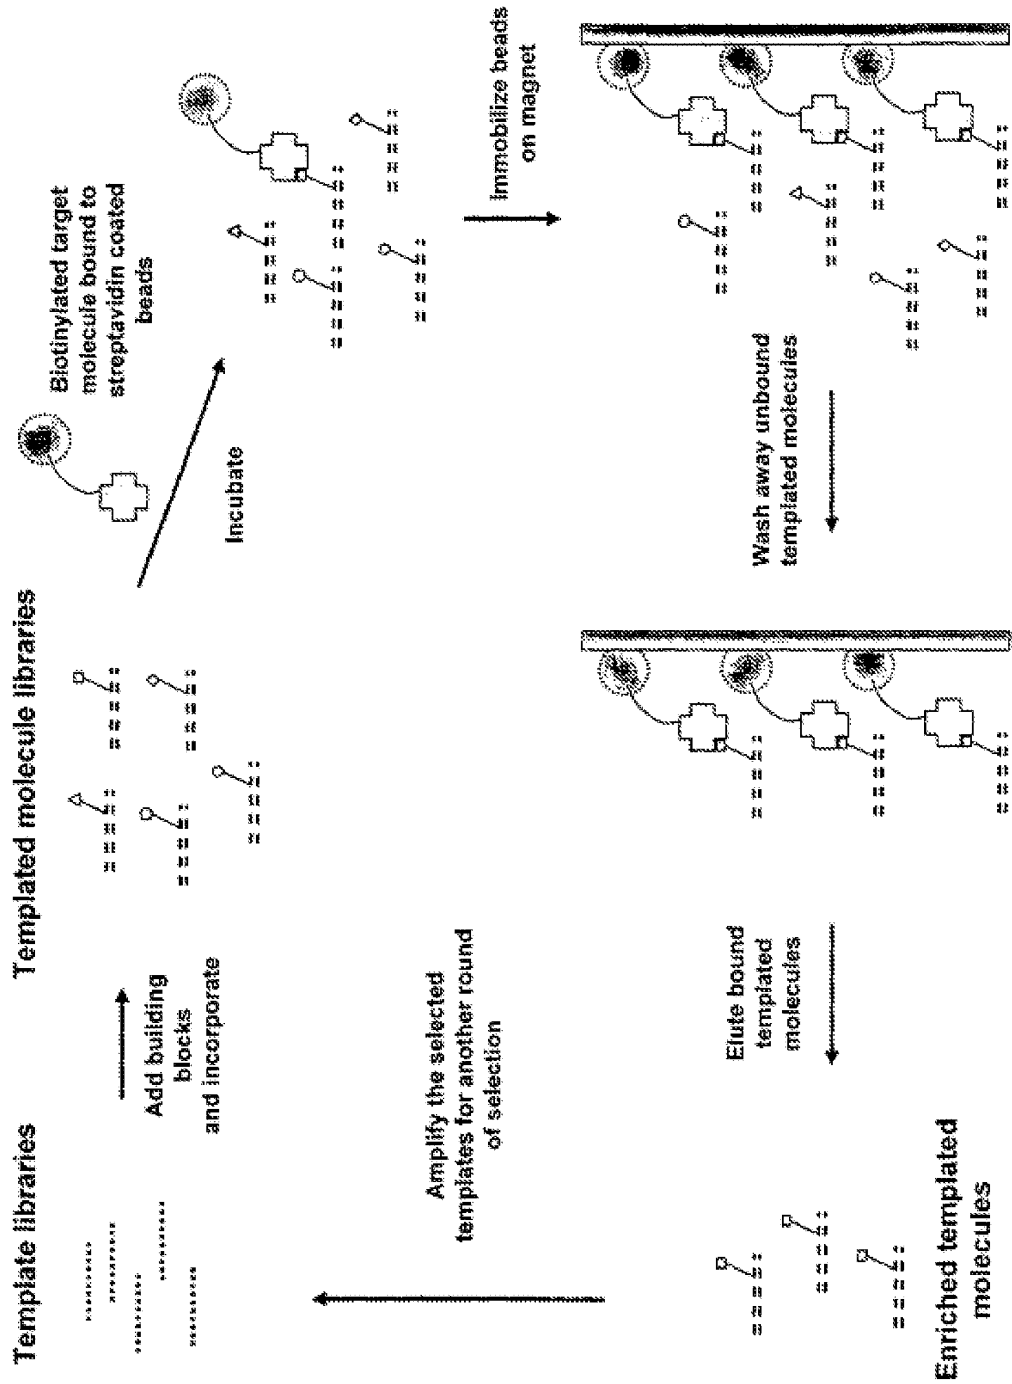 Template libraries
Add building
blocks
and incorporate
Templated molecule libraries
Incubate
Biotinylated target
molecule bound to
streptavidin coated
beads
Immobilize beads
on magnet
Wash away unbound
templated molecules
Elute bound
templated
molecules
Enriched templated
molecules
Amplify the selected
templates for another round
of selection